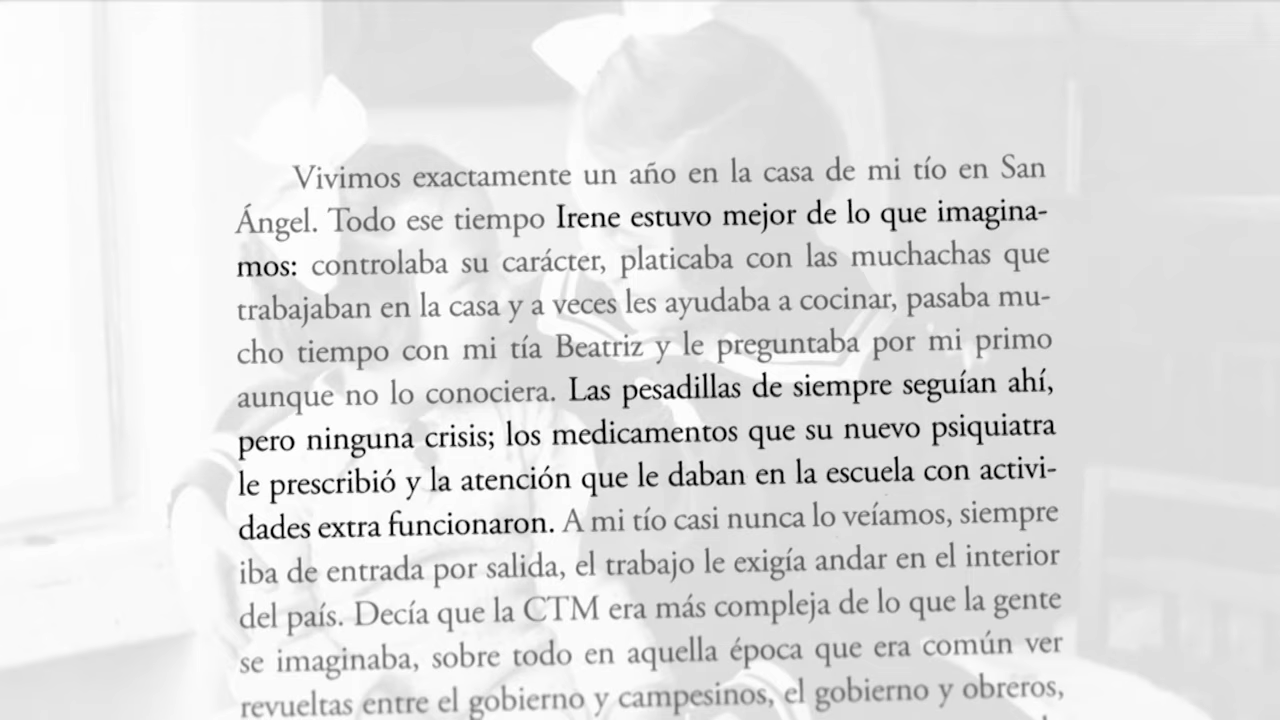 Vivimos exactamente un año en la casa de mi tío en San
Ángel. Todo ese tiempo Irene estuvo mejor de lo que imagina-
mos: controlaba su carácter, platicaba con las muchachas que
trabajaban en la casa y a veces les ayudaba a cocinar, pasaba mu-
cho tiempo con mi tía Beatriz y le preguntaba por mi primo
aunque no lo conociera. Las pesadillas de siempre seguían ahí,
pero ninguna crisis; los medicamentos que su nuevo psiquiatra
le prescribió y la atención que le daban en la escuela con activi-
dades extra funcionaron. A mi tío casi nunca lo veíamos, siempre
iba de entrada por salida, el trabajo le exigía andar en el interior
del país. Decía que la CTM era más compleja de lo que la gente
se imaginaba, sobre todo en aquella época que era común ver
revueltas entre el gobierno y campesinos, el gobierno y obreros,